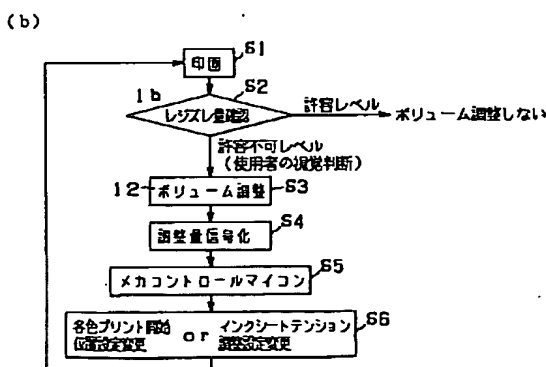 (b)
S1
印画
S2
1b
レジズレ量確認
許容レベル
ボリューム調整しない
許容不可レベル
(使用者の視覚判断)
12 ボリューム調整 S3
調整量信号化 S4
メカコントロールマイコン S5
各色プリント開始
位置設定変更
or
インクシートテンション
調整設定変更
S6